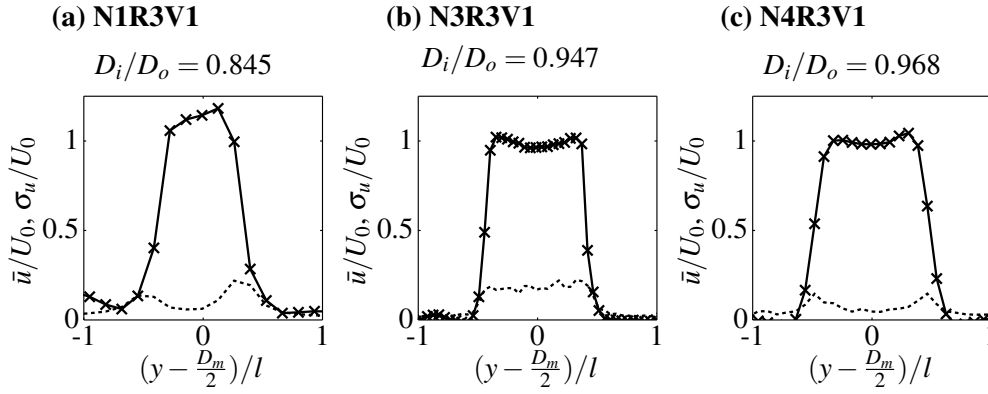 (a) N1R3V1
D_i/D_o = 0.845
ū/U_0, σ_u/U_0
1
0.5
0
-1 0 1
(y − D_m/2)/l
(b) N3R3V1
D_i/D_o = 0.947
ū/U_0, σ_u/U_0
1
0.5
0
-1 0 1
(y − D_m/2)/l
(c) N4R3V1
D_i/D_o = 0.968
ū/U_0, σ_u/U_0
1
0.5
0
-1 0 1
(y − D_m/2)/l